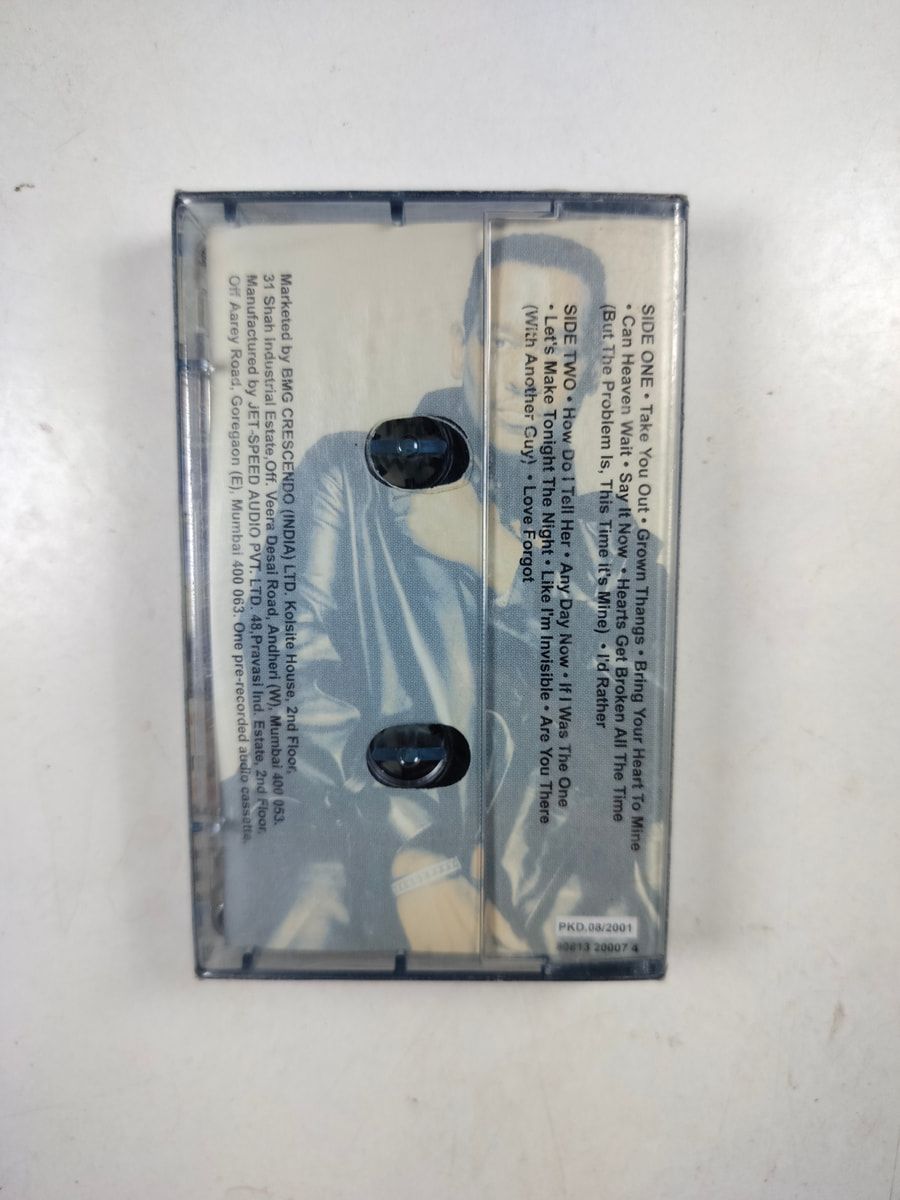 SIDE ONE • Take You Out • Grown Thangs • Bring Your Heart To Mine
• Can Heaven Wait • Say It Now • Hearts Get Broken All The Time
(But The Problem Is, This Time it's Mine) • I'd Rather
SIDE TWO • How Do I Tell Her • Any Day Now • If I Was The One
• Let's Make Tonight The Night • Like I'm Invisible • Are You There
(With Another Guy) • Love Forgot
PKD.08/2001
80813 20007 4
Marketed by BMG CRESCENDO (INDIA) LTD. Kolsite House, 2nd Floor,
31 Shah Industrial Estate,Off. Veera Desai Road, Andheri (W), Mumbai 400 053.
Manufactured by JET-SPEED AUDIO PVT. LTD. 48,Pravasi Ind. Estate, 2nd Floor,
Off Aarey Road, Goregaon (E), Mumbai 400 063. One pre-recorded audio cassette.